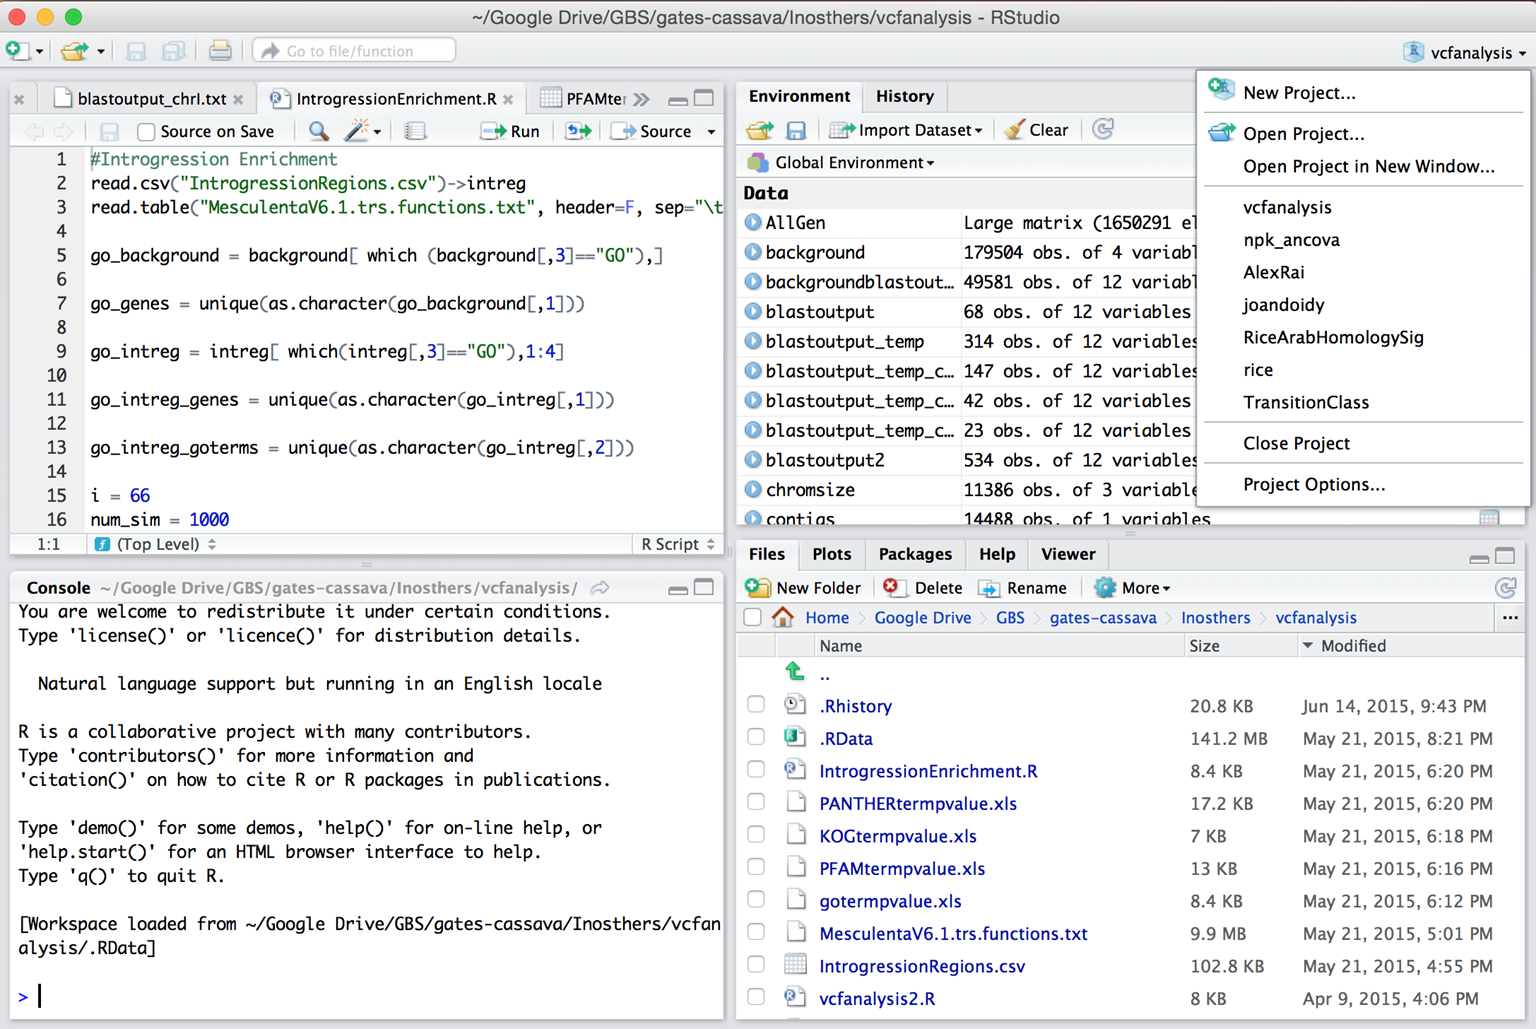 ~/Google Drive/GBS/gates-cassava/Inosthers/vcfanalysis - RStudio
Go to file/function
vcfanalysis
blastoutput_chrI.txt
IntrogressionEnrichment.R
PFAMter
Source on Save
Run
Source
1 #Introgression Enrichment
2 read.csv("IntrogressionRegions.csv")->intreg
3 read.table("MesculentaV6.1.trs.functions.txt", header=F, sep="\t
4
5 go_background = background[ which (background[,3]=="GO"),]
6
7 go_genes = unique(as.character(go_background[,1]))
8
9 go_intreg = intreg[ which(intreg[,3]=="GO"),1:4]
10
11 go_intreg_genes = unique(as.character(go_intreg[,1]))
12
13 go_intreg_goterms = unique(as.character(go_intreg[,2]))
14
15 i = 66
16 num_sim = 1000
1:1 (Top Level) R Script
Console ~/Google Drive/GBS/gates-cassava/Inosthers/vcfanalysis/
You are welcome to redistribute it under certain conditions.
Type 'license()' or 'licence()' for distribution details.
Natural language support but running in an English locale
R is a collaborative project with many contributors.
Type 'contributors()' for more information and
'citation()' on how to cite R or R packages in publications.
Type 'demo()' for some demos, 'help()' for on-line help, or
'help.start()' for an HTML browser interface to help.
Type 'q()' to quit R.
[Workspace loaded from ~/Google Drive/GBS/gates-cassava/Inosthers/vcfan
alysis/.RData]
>
Environment History
Import Dataset Clear
Global Environment
Data
AllGen Large matrix (1650291 el
background 179504 obs. of 4 variabl
backgroundblastout… 49581 obs. of 12 variabl
blastoutput 68 obs. of 12 variables
blastoutput_temp 314 obs. of 12 variables
blastoutput_temp_c… 147 obs. of 12 variables
blastoutput_temp_c… 42 obs. of 12 variables
blastoutput_temp_c… 23 obs. of 12 variables
blastoutput2 534 obs. of 12 variables
chromsize 11386 obs. of 3 variable
contigs 14488 obs. of 1 variables
New Project...
Open Project...
Open Project in New Window...
vcfanalysis
npk_ancova
AlexRai
joandoidy
RiceArabHomologySig
rice
TransitionClass
Close Project
Project Options...
Files Plots Packages Help Viewer
New Folder Delete Rename More
Home Google Drive GBS gates-cassava Inosthers vcfanalysis ...
Name Size Modified
..
.Rhistory 20.8 KB Jun 14, 2015, 9:43 PM
.RData 141.2 MB May 21, 2015, 8:21 PM
IntrogressionEnrichment.R 8.4 KB May 21, 2015, 6:20 PM
PANTHERtermpvalue.xls 17.2 KB May 21, 2015, 6:20 PM
KOGtermpvalue.xls 7 KB May 21, 2015, 6:18 PM
PFAMtermpvalue.xls 13 KB May 21, 2015, 6:16 PM
gotermpvalue.xls 8.4 KB May 21, 2015, 6:12 PM
MesculentaV6.1.trs.functions.txt 9.9 MB May 21, 2015, 5:01 PM
IntrogressionRegions.csv 102.8 KB May 21, 2015, 4:55 PM
vcfanalysis2.R 8 KB Apr 9, 2015, 4:06 PM